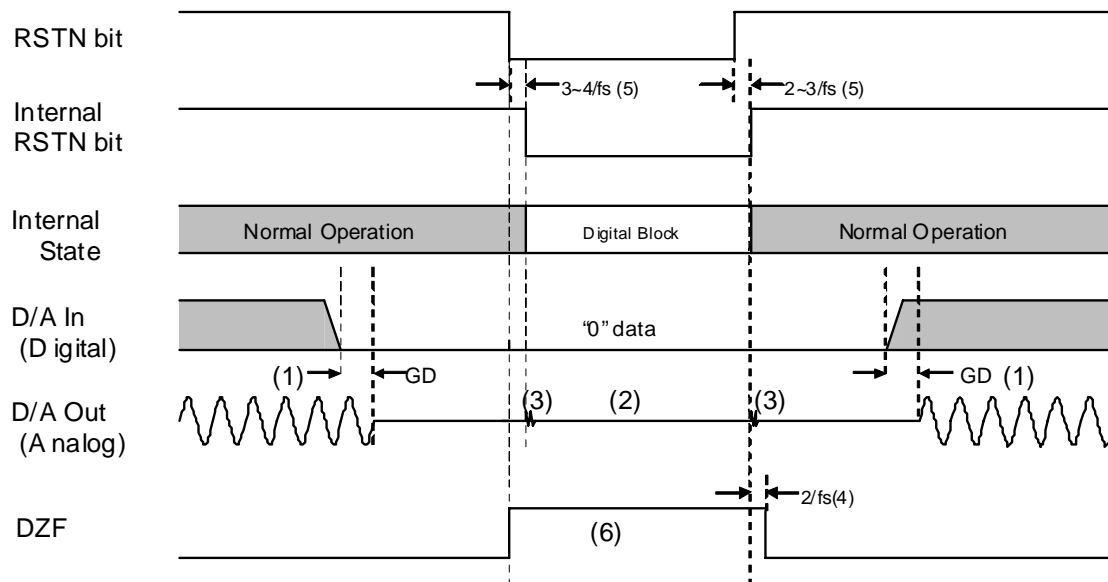 RSTN bit
3~4/fs (5)
2~3/fs (5)
Internal
RSTN bit
Internal
State
Normal Operation
Digital Block
Normal Operation
D/A In
(Digital)
“0” data
(1)
GD
GD
(1)
D/A Out
(Analog)
(3)
(2)
(3)
2/fs(4)
DZF
(6)